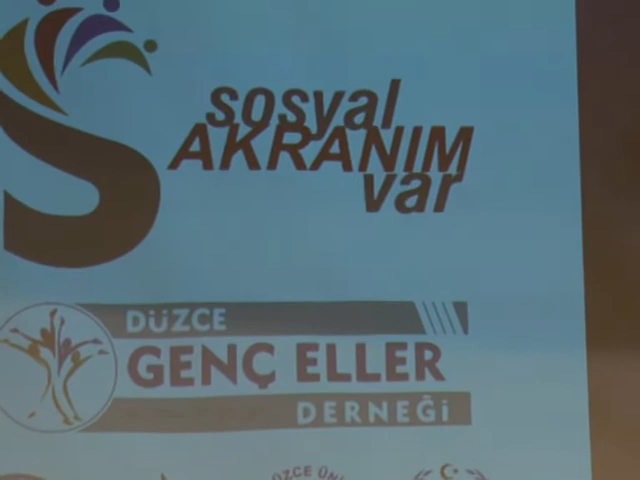 sosyal
AKRANIM
var
DÜZCE
GENÇ ELLER
DERNEĞİ